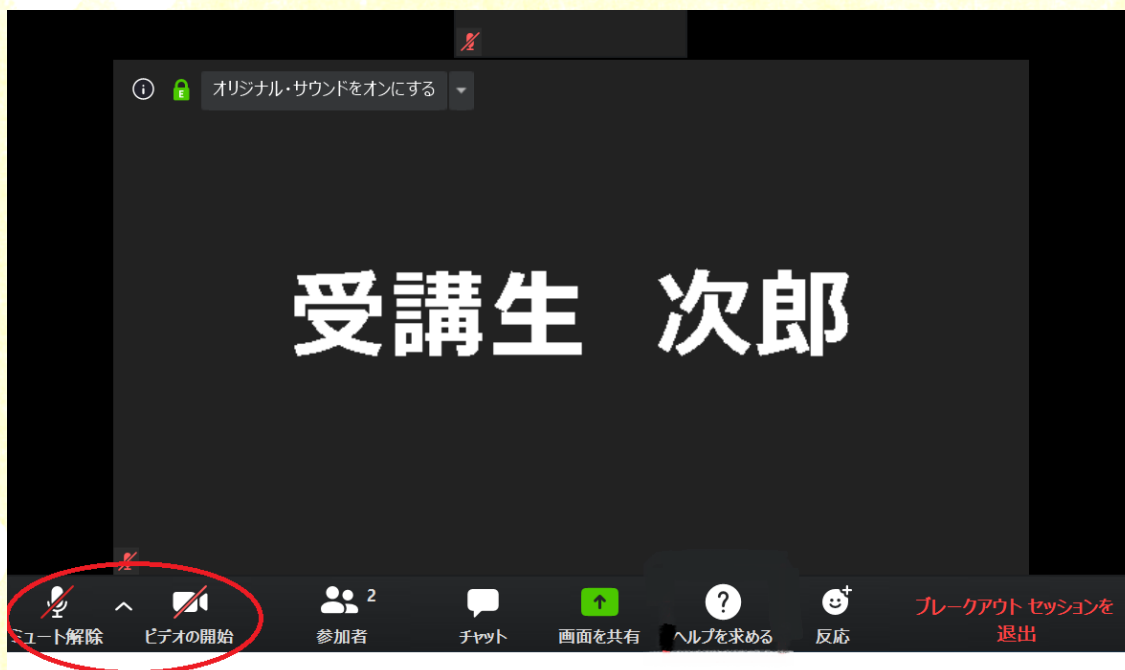 オリジナル・サウンドをオンにする
受講生 次郎
ミュート解除
ビデオの開始
2
参加者
チャット
画面を共有
ヘルプを求める
反応
ブレークアウト セッションを
退出